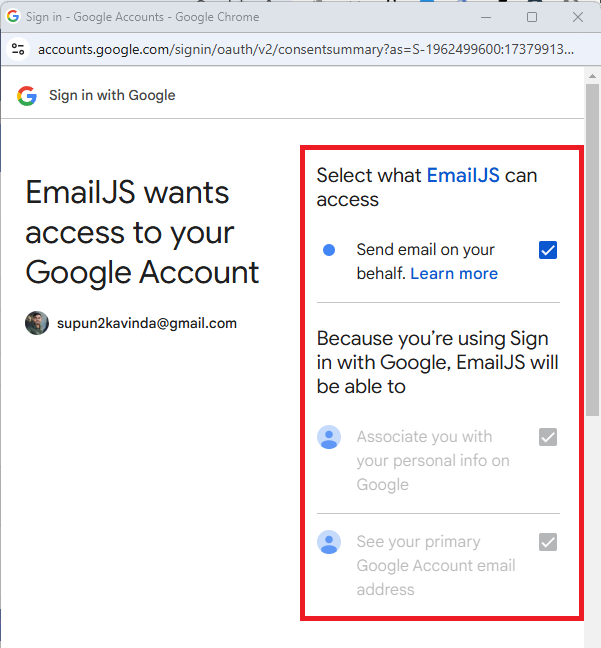 Sign in - Google Accounts - Google Chrome
accounts.google.com/signin/oauth/v2/consentsummary?as=S-1962499600:17379913...
Sign in with Google
EmailJS wants
access to your
Google Account
supun2kavinda@gmail.com
Select what EmailJS can
access
Send email on your
behalf. Learn more
Because you’re using Sign
in with Google, EmailJS will
be able to
Associate you with
your personal info on
Google
See your primary
Google Account email
address